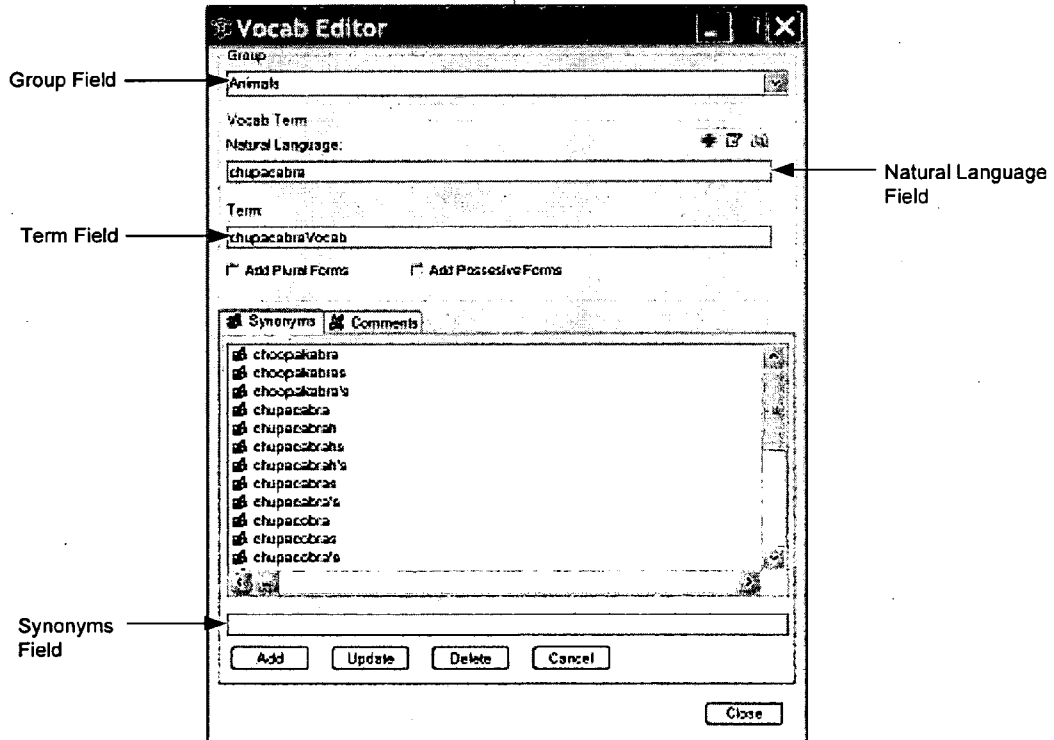 Vocab Editor
Group
Group Field
Animals
Vocab Term
Natural Language:
chupacabra
Natural Language
Field
Term
Term Field
chupacabraVocab
Add Plural Forms Add Possesive Forms
Synonyms Comments
choopakabra
choopakabras
choopakabra's
chupacabra
chupacabrah
chupacabrahs
chupacabrah's
chupacabras
chupacabra's
chupacobra
chupacobras
chupacobra's
Synonyms
Field
Add Update Delete Cancel
Close